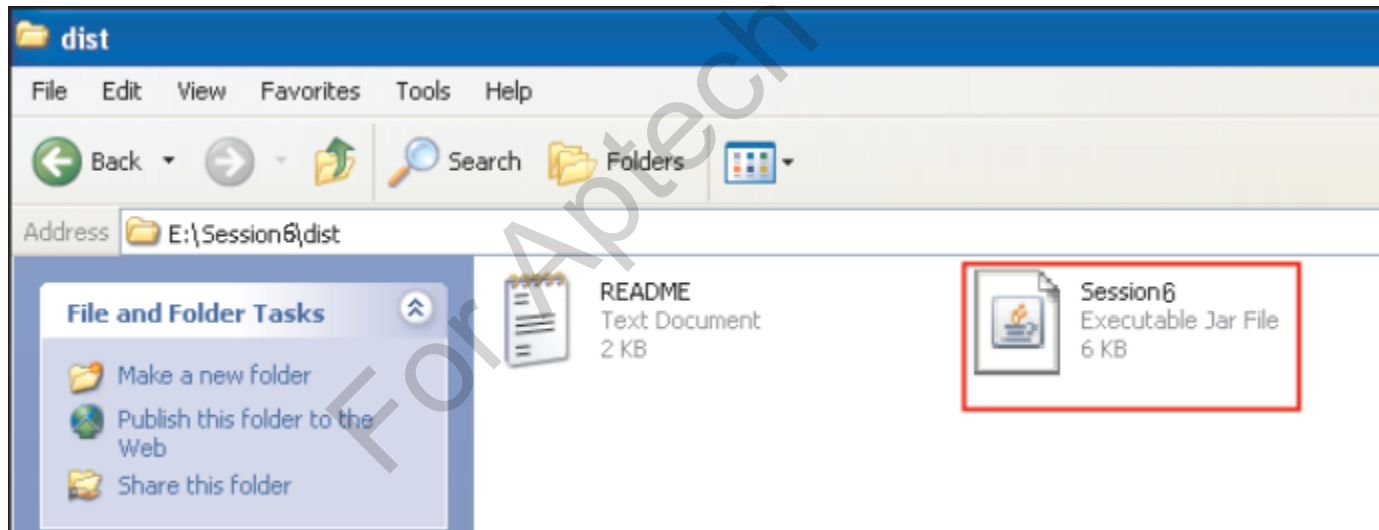 dist
File Edit View Favorites Tools Help
Back Search Folders
Address E:\Session6\dist
File and Folder Tasks
Make a new folder
Publish this folder to the
Web
Share this folder
README
Text Document
2 KB
Session6
Executable Jar File
6 KB
For Aptech